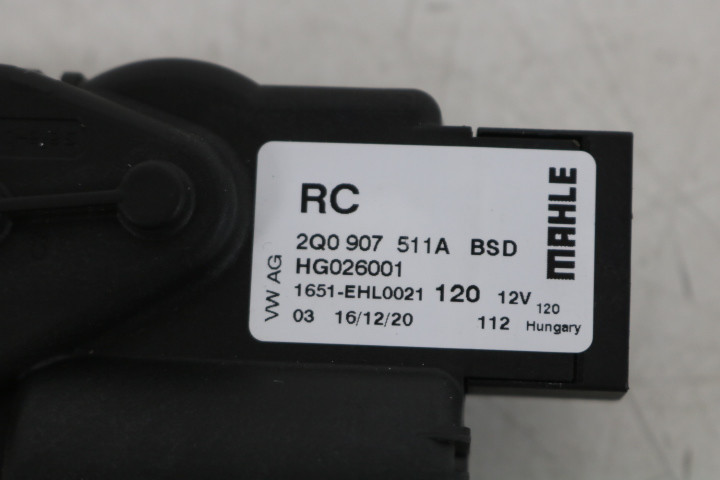 RC
MAHLE
2Q0 907 511A BSD
HG026001
VW AG
1651-EHL0021 120 12V 120
03 16/12/20 112 Hungary